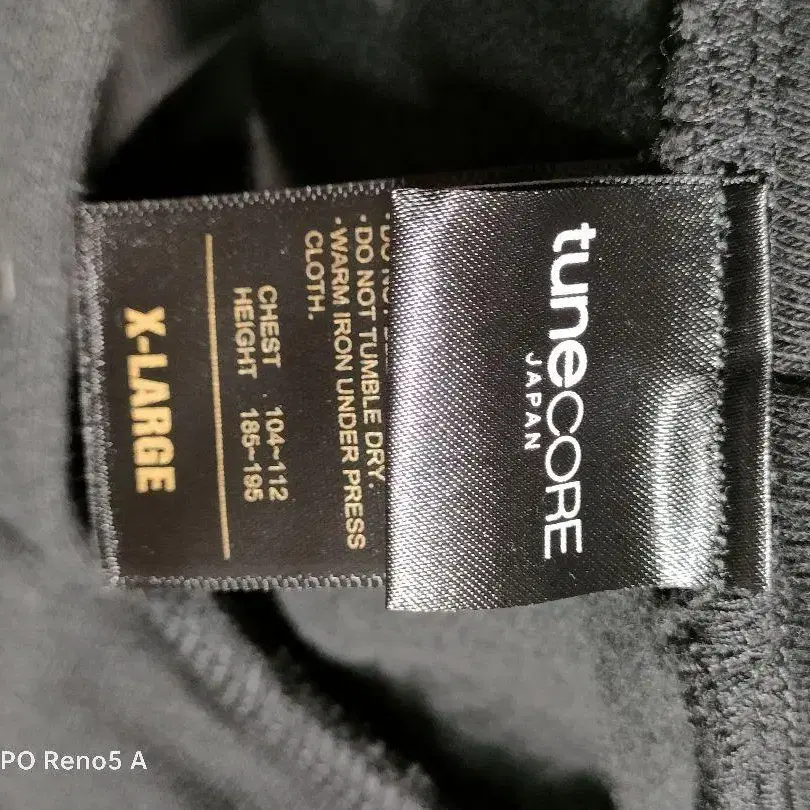 tuneCORE
JAPAN
·DO NOT TUMBLE DRY.
·WARM IRON UNDER PRESS
CLOTH.
CHEST 104~112
HEIGHT 185~195
X-LARGE
PO Reno5 A